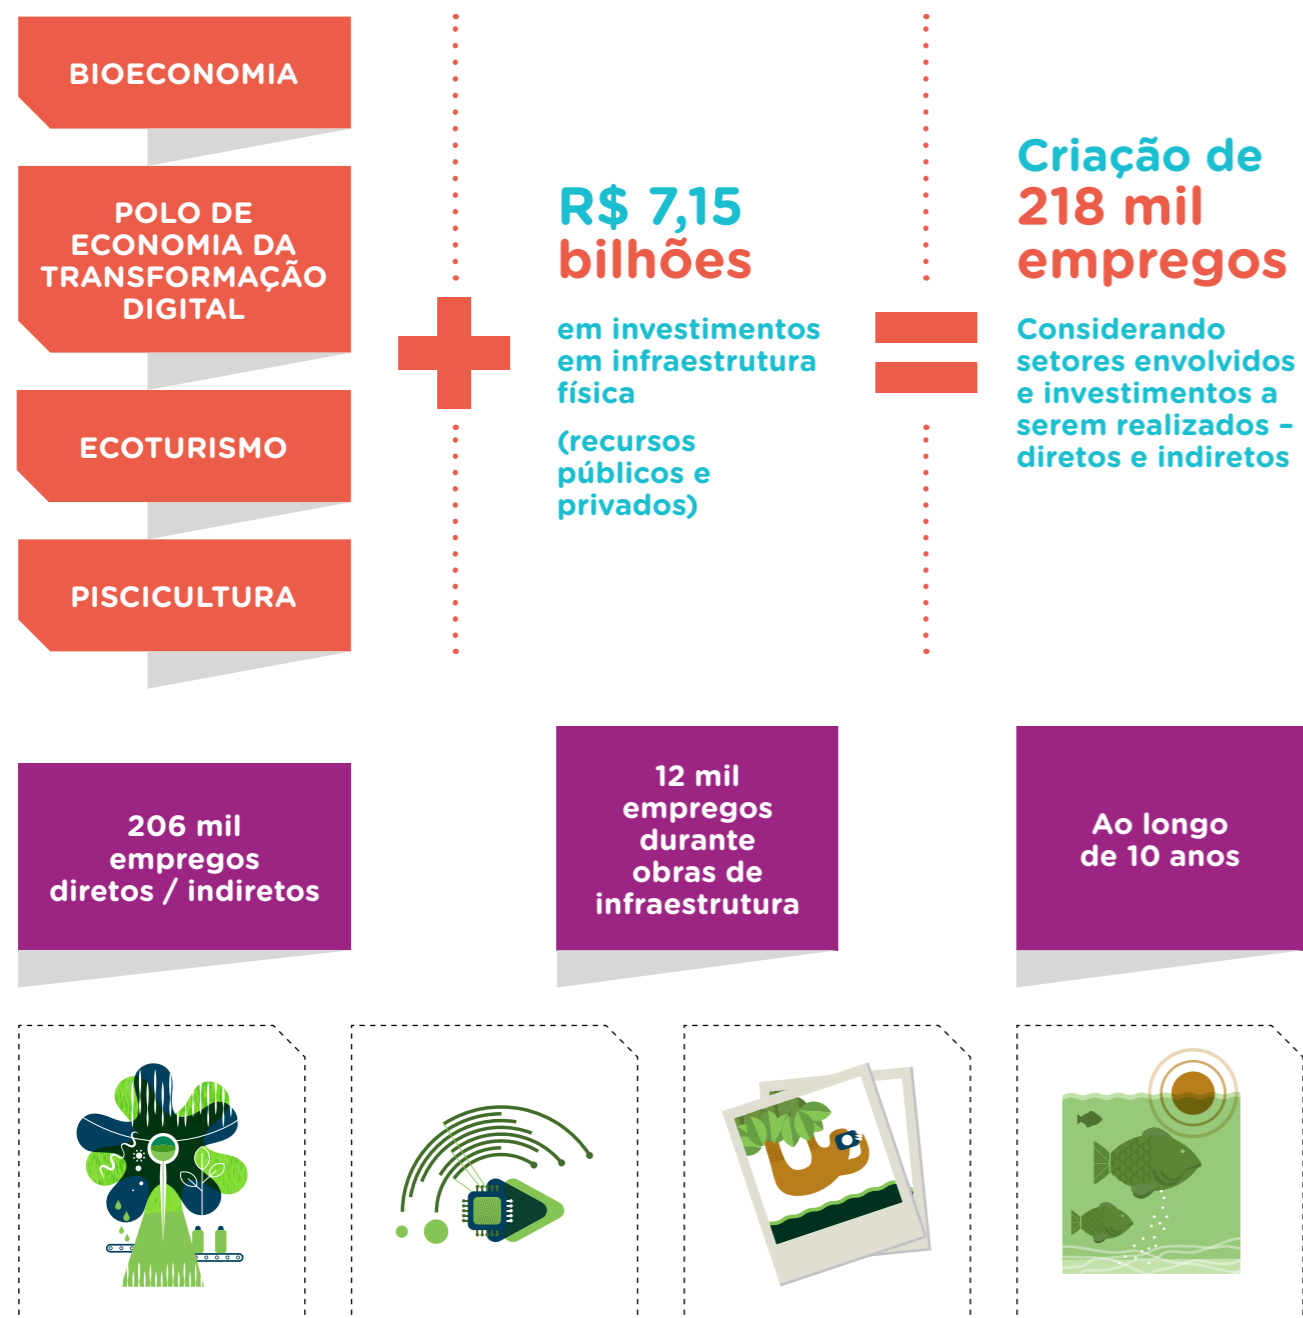 BIOECONOMIA
POLO DE
ECONOMIA DA
TRANSFORMAÇÃO
DIGITAL
ECOTURISMO
PISCICULTURA
R$ 7,15
bilhões
em investimentos
em infraestrutura
física
(recursos
públicos e
privados)
Criação de
218 mil
empregos
Considerando
setores envolvidos
e investimentos a
serem realizados –
diretos e indiretos
206 mil
empregos
diretos / indiretos
12 mil
empregos
durante
obras de
infraestrutura
Ao longo
de 10 anos